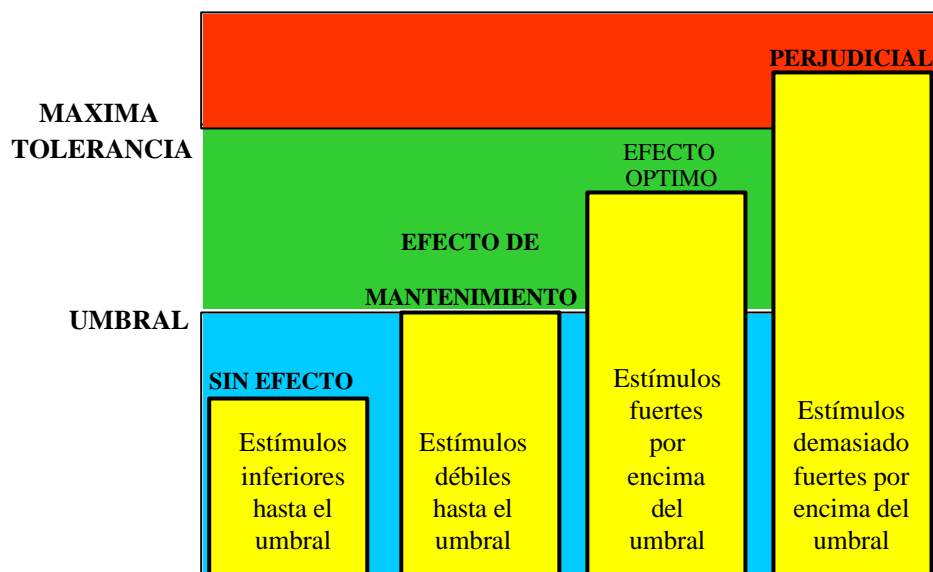 PERJUDICIAL
MAXIMA
TOLERANCIA
EFECTO
OPTIMO
EFECTO DE
MANTENIMIENTO
UMBRAL
SIN EFECTO
Estímulos
inferiores
hasta el
umbral
Estímulos
débiles
hasta el
umbral
Estímulos
fuertes
por
encima
del
umbral
Estímulos
demasiado
fuertes por
encima del
umbral